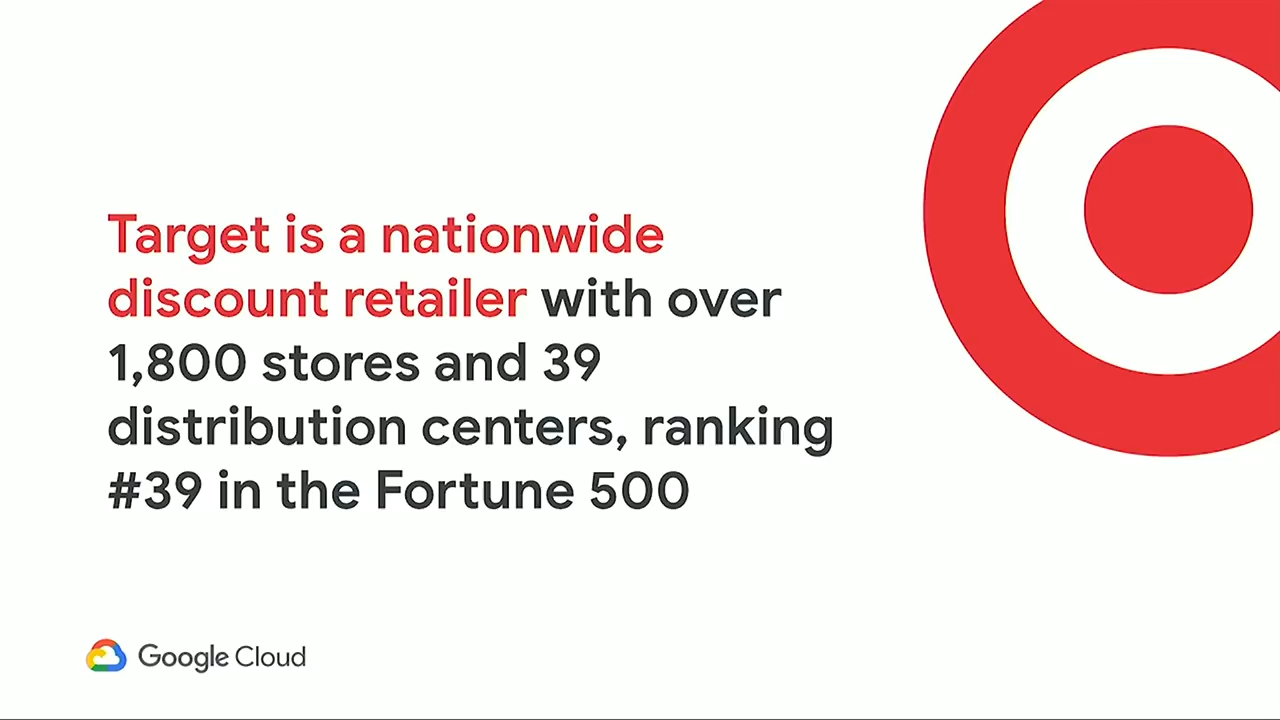 Target is a nationwide
discount retailer with over
1,800 stores and 39
distribution centers, ranking
#39 in the Fortune 500
Google Cloud